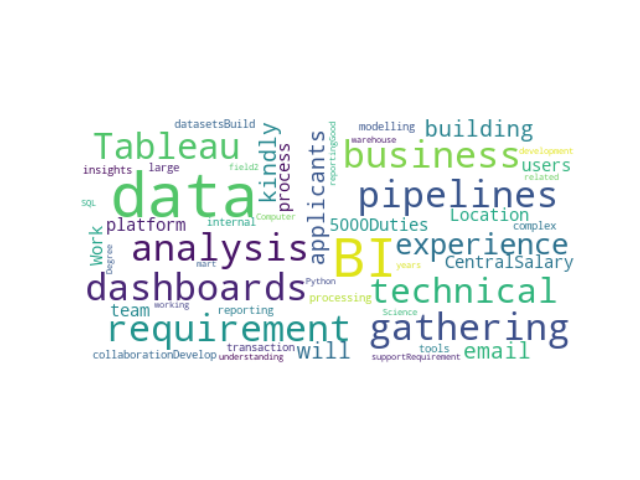 datasetsBuild
Tableau
insights
large
field2
SQL
data
kindly
process
Computer
platform
internal
Work
Degree
analysis
mart
dashboards
working
team
reporting
requirement
transaction
collaborationDevelop
understanding
will
applicants
reportingGood
modelling
building
warehouse
business
development
users
related
pipelines
Location
5000Duties
complex
BI
experience
years
CentralSalary
Python
processing
technical
Science
gathering
tools
email
supportRequirement